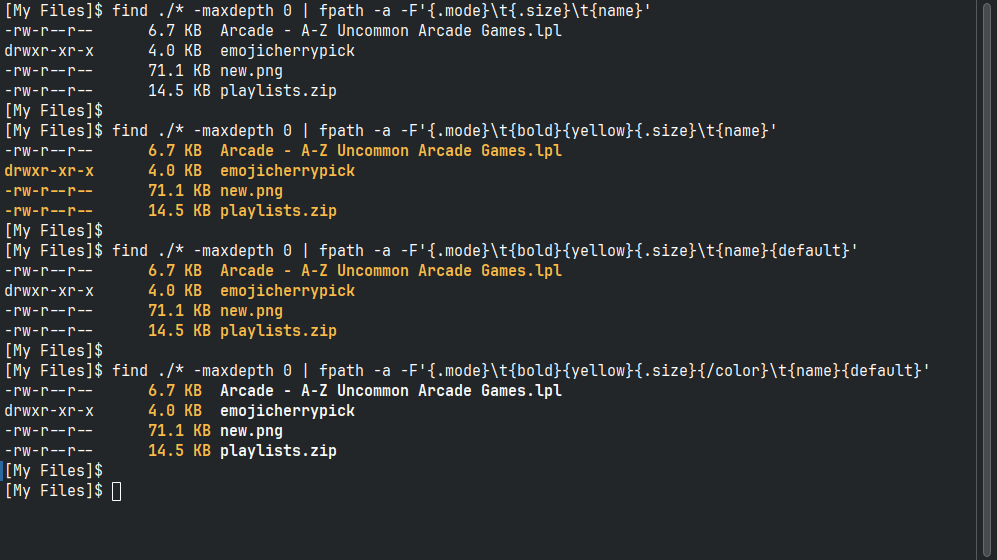 [My Files]$ find ./* -maxdepth 0 | fpath -a -F'{.mode}\t{.size}\t{name}'
-rw-r--r--      6.7 KB  Arcade - A-Z Uncommon Arcade Games.lpl
drwxr-xr-x      4.0 KB  emojicherrypick
-rw-r--r--      71.1 KB new.png
-rw-r--r--      14.5 KB playlists.zip
[My Files]$
[My Files]$ find ./* -maxdepth 0 | fpath -a -F'{.mode}\t{bold}{yellow}{.size}\t{name}'
-rw-r--r--      6.7 KB  Arcade - A-Z Uncommon Arcade Games.lpl
drwxr-xr-x      4.0 KB  emojicherrypick
-rw-r--r--      71.1 KB new.png
-rw-r--r--      14.5 KB playlists.zip
[My Files]$
[My Files]$ find ./* -maxdepth 0 | fpath -a -F'{.mode}\t{bold}{yellow}{.size}\t{name}{default}'
-rw-r--r--      6.7 KB  Arcade - A-Z Uncommon Arcade Games.lpl
drwxr-xr-x      4.0 KB  emojicherrypick
-rw-r--r--      71.1 KB new.png
-rw-r--r--      14.5 KB playlists.zip
[My Files]$
[My Files]$ find ./* -maxdepth 0 | fpath -a -F'{.mode}\t{bold}{yellow}{.size}{/color}\t{name}{default}'
-rw-r--r--      6.7 KB  Arcade - A-Z Uncommon Arcade Games.lpl
drwxr-xr-x      4.0 KB  emojicherrypick
-rw-r--r--      71.1 KB new.png
-rw-r--r--      14.5 KB playlists.zip
[My Files]$
[My Files]$